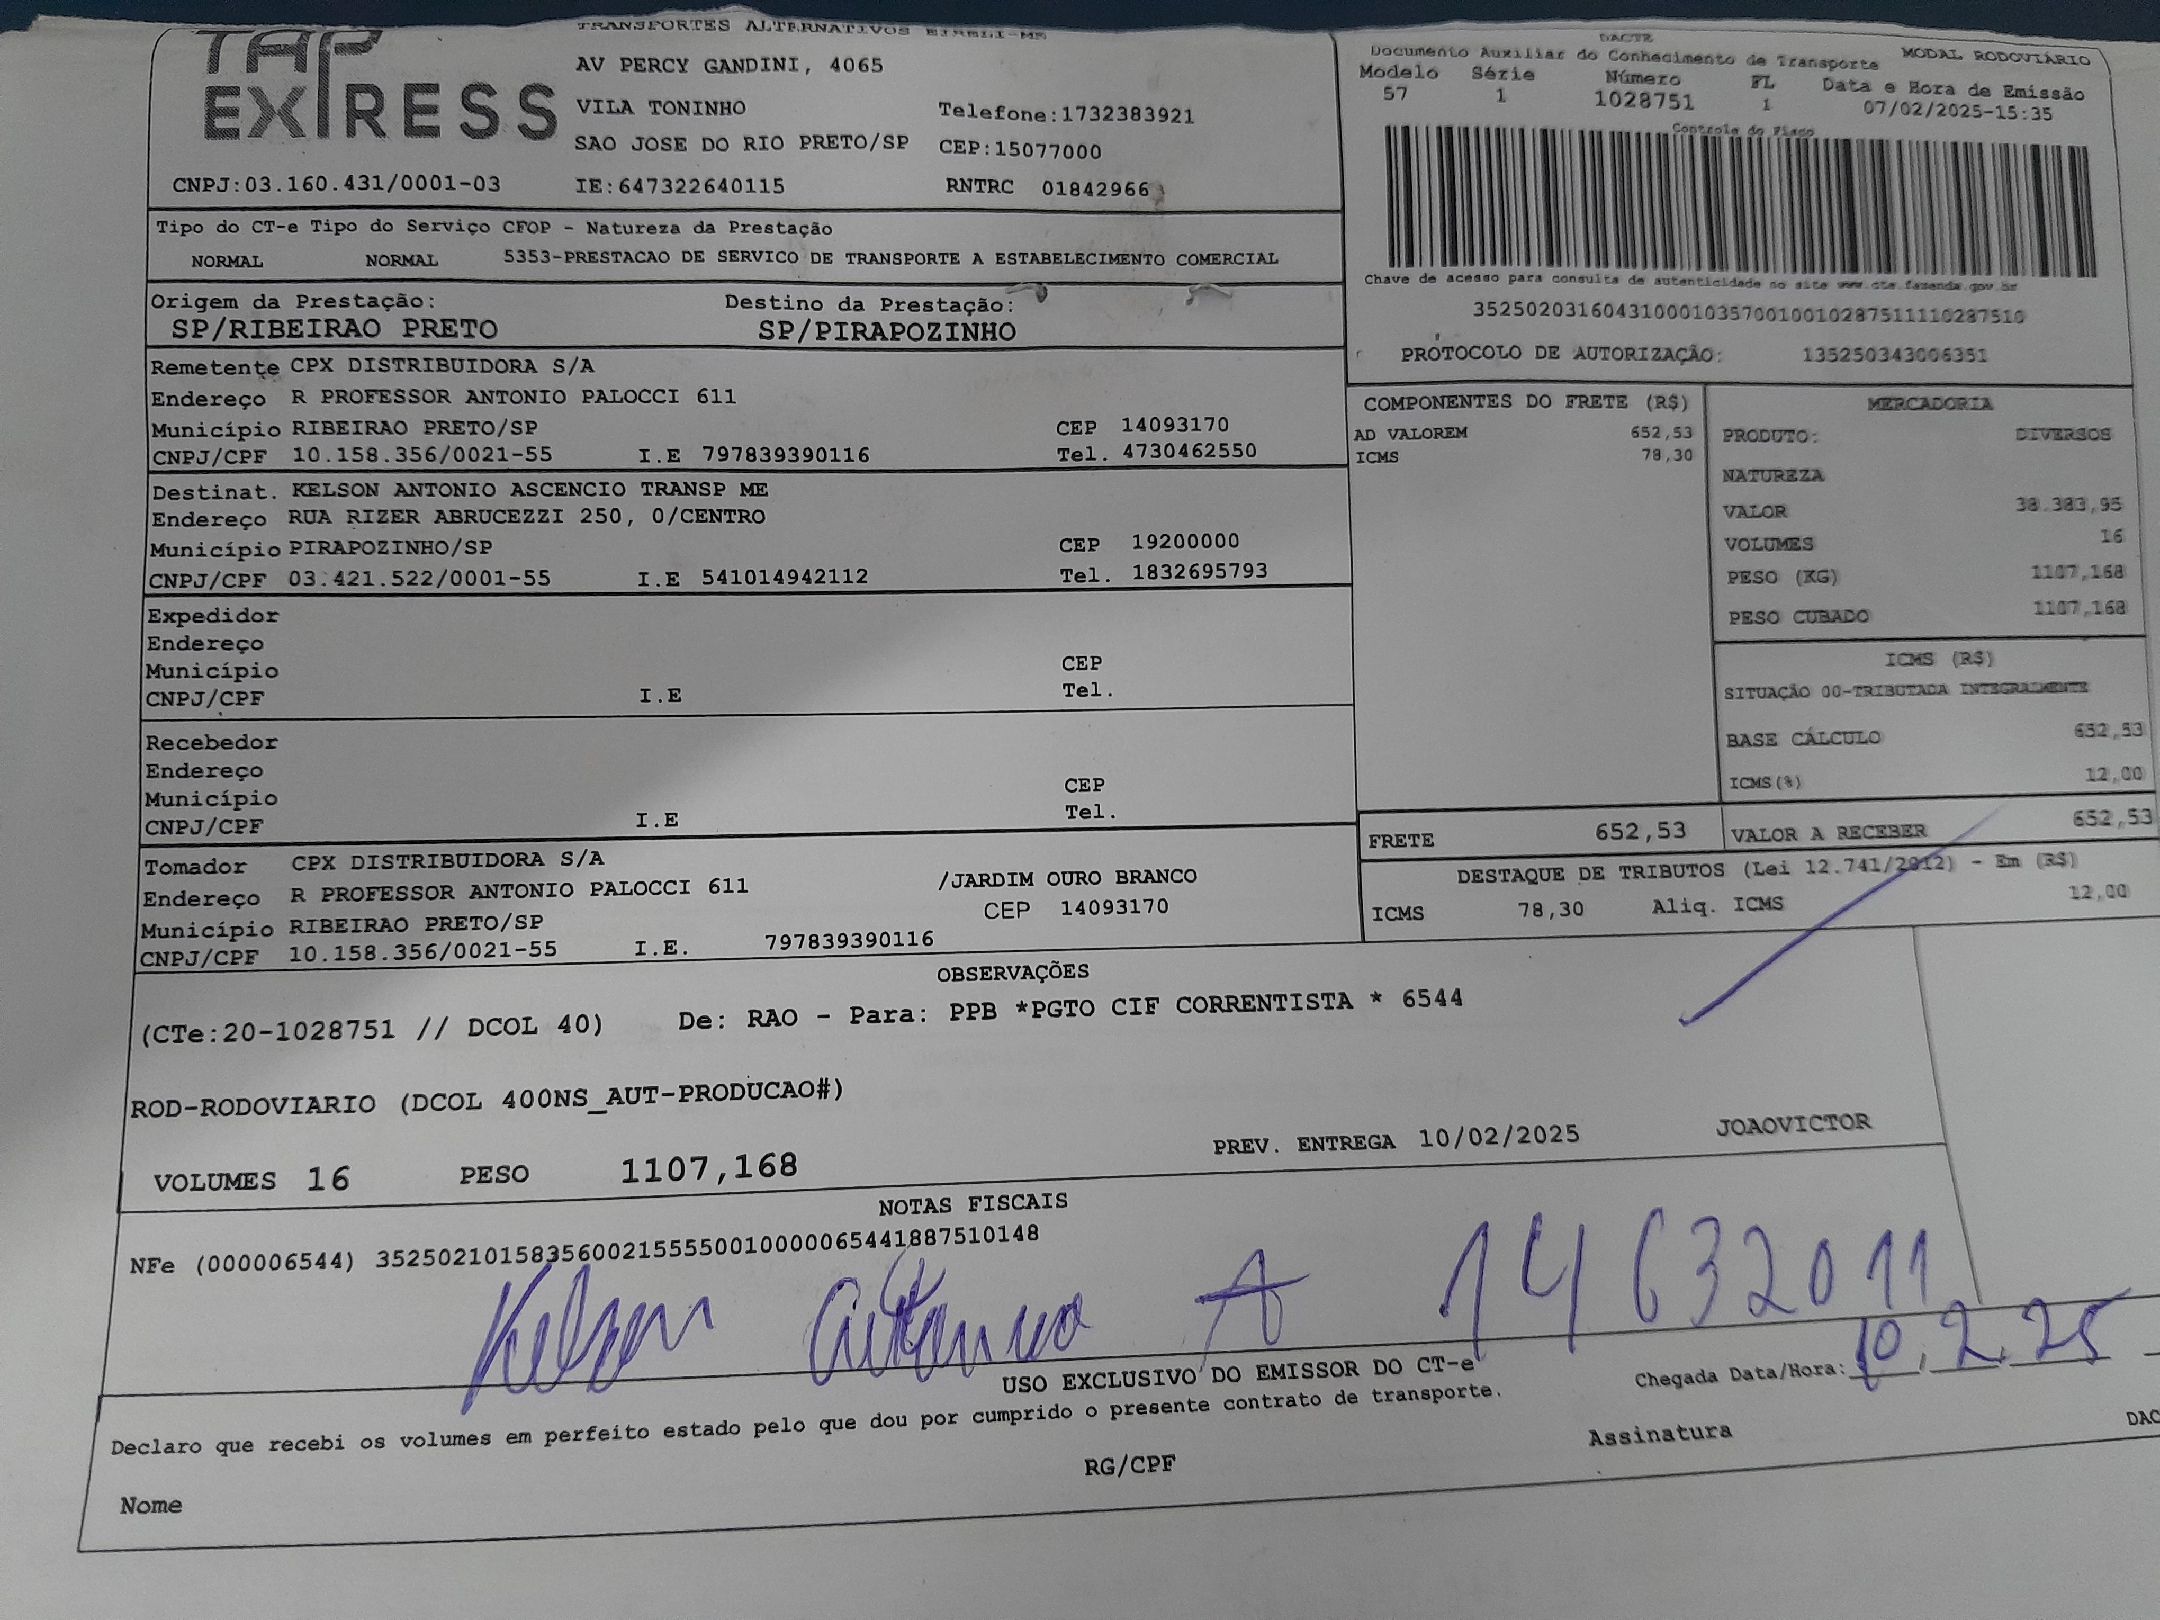 TAP
EXPRESS
TRANSPORTES ALTERNATIVOS EIRELI-ME
AV PERCY GANDINI, 4065
VILA TONINHO Telefone:1732383921
SAO JOSE DO RIO PRETO/SP CEP:15077000
CNPJ:03.160.431/0001-03 IE:647322640115 RNTRC 01842966
DACTE
Documento Auxiliar do Conhecimento de Transporte MODAL RODOVIÁRIO
Modelo Série Número FL Data e Hora de Emissão
57 1 1028751 1 07/02/2025-15:35
Controle do Fisco
Chave de acesso para consulta de autenticidade no site www.cte.fazenda.gov.br
35250203160431000103570010010287511110287510
PROTOCOLO DE AUTORIZAÇÃO: 135250343006351
Tipo do CT-e Tipo do Serviço CFOP - Natureza da Prestação
NORMAL NORMAL 5353-PRESTACAO DE SERVICO DE TRANSPORTE A ESTABELECIMENTO COMERCIAL
Origem da Prestação: Destino da Prestação:
SP/RIBEIRAO PRETO SP/PIRAPOZINHO
Remetente CPX DISTRIBUIDORA S/A
Endereço R PROFESSOR ANTONIO PALOCCI 611
Município RIBEIRAO PRETO/SP CEP 14093170
CNPJ/CPF 10.158.356/0021-55 I.E 797839390116 Tel. 4730462550
Destinat. KELSON ANTONIO ASCENCIO TRANSP ME
Endereço RUA RIZER ABRUCEZZI 250, 0/CENTRO
Município PIRAPOZINHO/SP CEP 19200000
CNPJ/CPF 03.421.522/0001-55 I.E 541014942112 Tel. 1832695793
Expedidor
Endereço
Município CEP
CNPJ/CPF I.E Tel.
Recebedor
Endereço
Município CEP
CNPJ/CPF I.E Tel.
Tomador CPX DISTRIBUIDORA S/A
Endereço R PROFESSOR ANTONIO PALOCCI 611 /JARDIM OURO BRANCO
Município RIBEIRAO PRETO/SP CEP 14093170
CNPJ/CPF 10.158.356/0021-55 I.E. 797839390116
COMPONENTES DO FRETE (R$)
AD VALOREM 652,53
ICMS 78,30
MERCADORIA
PRODUTO: DIVERSOS
NATUREZA
VALOR 38.383,95
VOLUMES 16
PESO (KG) 1107,168
PESO CUBADO 1107,168
ICMS (R$)
SITUAÇÃO 00-TRIBUTADA INTEGRALMENTE
BASE CÁLCULO 652,53
ICMS(%) 12,00
FRETE 652,53 VALOR A RECEBER 652,53
DESTAQUE DE TRIBUTOS (Lei 12.741/2012) - Em (R$)
ICMS 78,30 Aliq. ICMS 12,00
OBSERVAÇÕES
(CTe:20-1028751 // DCOL 40) De: RAO - Para: PPB *PGTO CIF CORRENTISTA * 6544
ROD-RODOVIARIO (DCOL 400NS_AUT-PRODUCAO#)
VOLUMES 16 PESO 1107,168 PREV. ENTREGA 10/02/2025 JOAOVICTOR
NOTAS FISCAIS
NFe (000006544) 35250210158356002155550010000065441887510148
Kelson Antonio A 14632011
USO EXCLUSIVO DO EMISSOR DO CT-e
Chegada Data/Hora: 10.2.25
Declaro que recebi os volumes em perfeito estado pelo que dou por cumprido o presente contrato de transporte.
Nome RG/CPF Assinatura DAC